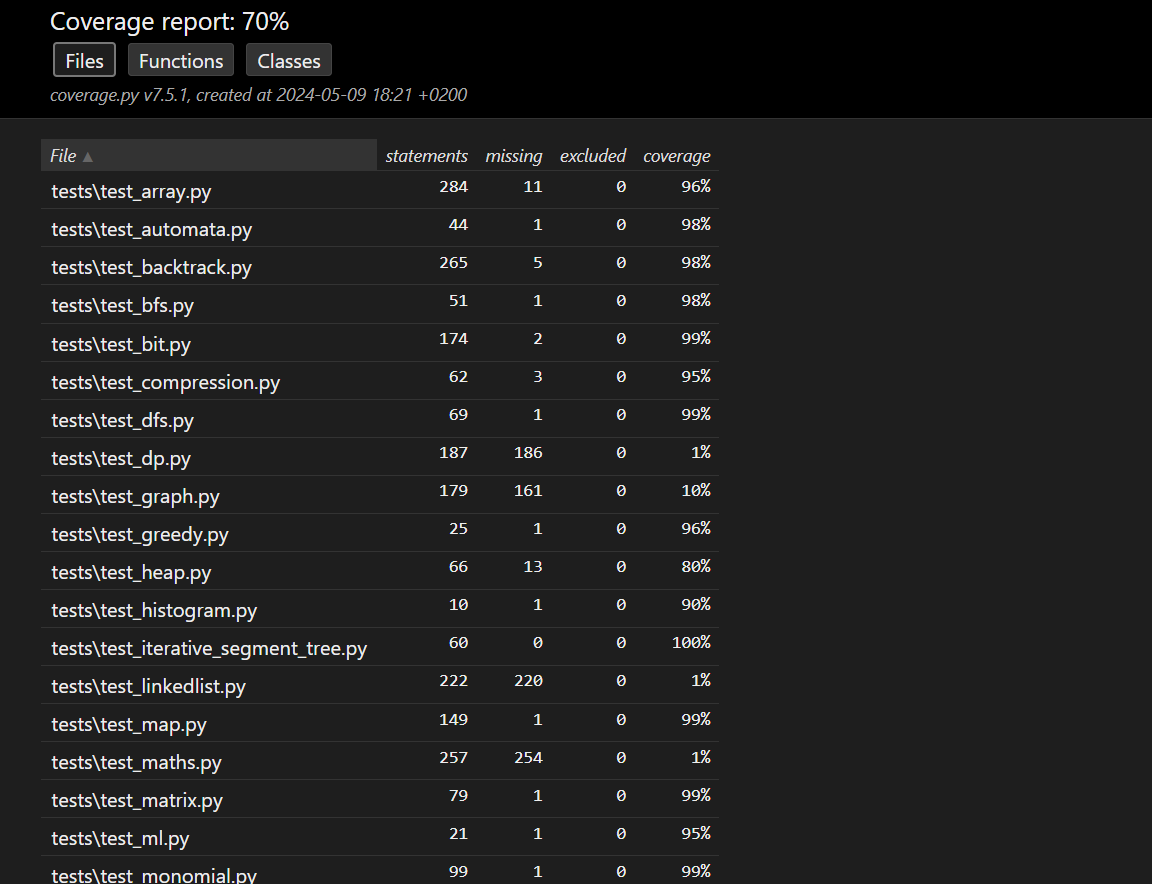 Coverage report: 70%
Files Functions Classes
coverage.py v7.5.1, created at 2024-05-09 18:21 +0200
File ▲ statements missing excluded coverage
tests\test_array.py 284 11 0 96%
tests\test_automata.py 44 1 0 98%
tests\test_backtrack.py 265 5 0 98%
tests\test_bfs.py 51 1 0 98%
tests\test_bit.py 174 2 0 99%
tests\test_compression.py 62 3 0 95%
tests\test_dfs.py 69 1 0 99%
tests\test_dp.py 187 186 0 1%
tests\test_graph.py 179 161 0 10%
tests\test_greedy.py 25 1 0 96%
tests\test_heap.py 66 13 0 80%
tests\test_histogram.py 10 1 0 90%
tests\test_iterative_segment_tree.py 60 0 0 100%
tests\test_linkedlist.py 222 220 0 1%
tests\test_map.py 149 1 0 99%
tests\test_maths.py 257 254 0 1%
tests\test_matrix.py 79 1 0 99%
tests\test_ml.py 21 1 0 95%
tests\test_monomial.py 99 1 0 99%